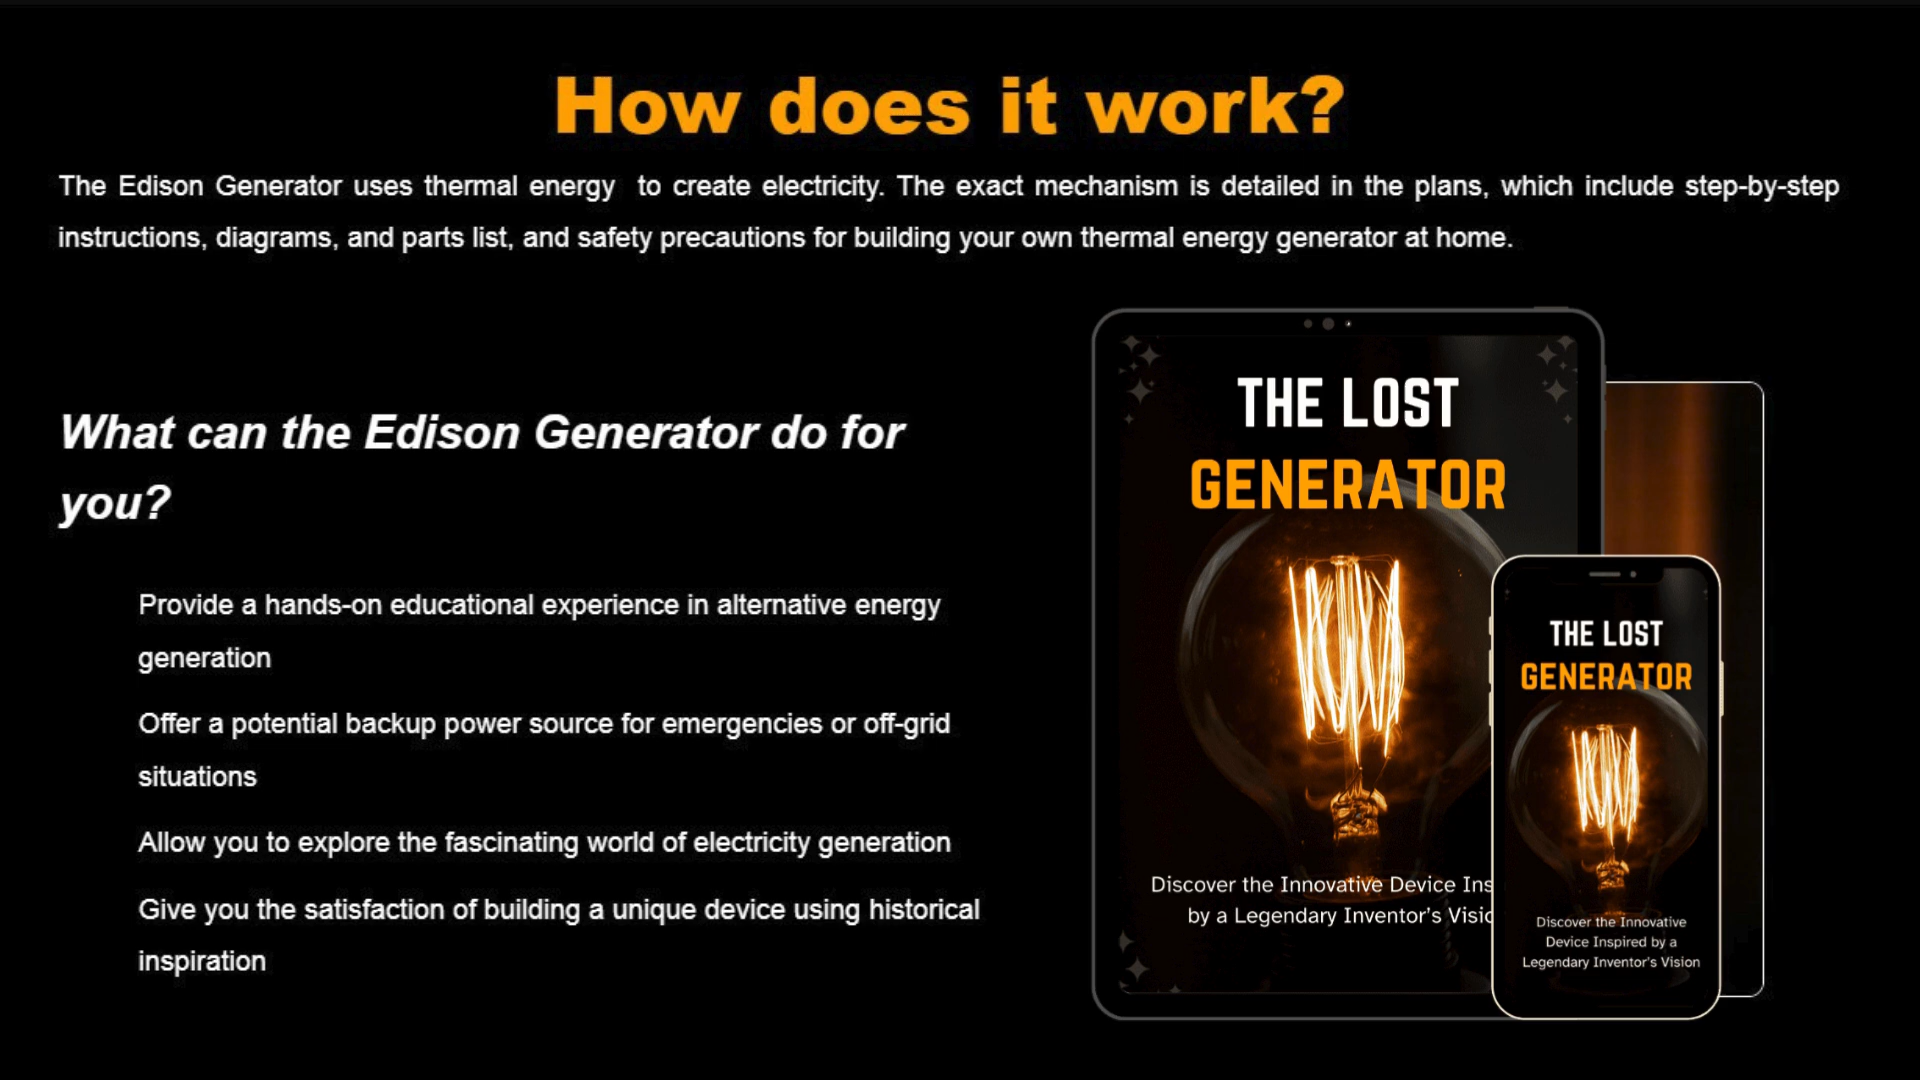 How does it work?
The Edison Generator uses thermal energy  to create electricity. The exact mechanism is detailed in the plans, which include step-by-step
instructions, diagrams, and parts list, and safety precautions for building your own thermal energy generator at home.
What can the Edison Generator do for
you?
Provide a hands-on educational experience in alternative energy
generation
Offer a potential backup power source for emergencies or off-grid
situations
Allow you to explore the fascinating world of electricity generation
Give you the satisfaction of building a unique device using historical
inspiration
THE LOST
GENERATOR
Discover the Innovative Device Ins
by a Legendary Inventor's
THE LOST
GENERATOR
Discover the Innovative
Device Inspired by a
Legendary Inventor's Vision